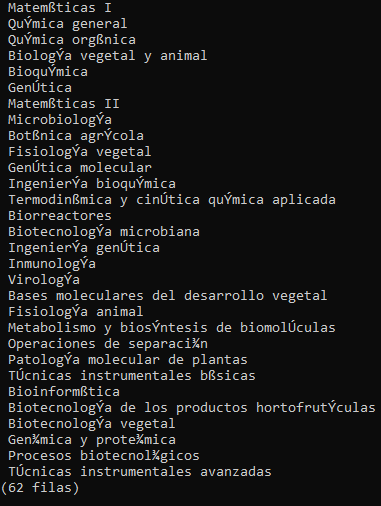 Matemßticas I
QuÝmica general
QuÝmica orgßnica
BiologÝa vegetal y animal
BioquÝmica
GenÚtica
Matemßticas II
MicrobiologÝa
Botßnica agrÝcola
FisiologÝa vegetal
GenÚtica molecular
IngenierÝa bioquÝmica
Termodinßmica y cinÚtica quÝmica aplicada
Biorreactores
BiotecnologÝa microbiana
IngenierÝa genÚtica
InmunologÝa
VirologÝa
Bases moleculares del desarrollo vegetal
FisiologÝa animal
Metabolismo y biosÝntesis de biomolÚculas
Operaciones de separaci¾n
PatologÝa molecular de plantas
TÚcnicas instrumentales bßsicas
Bioinformßtica
BiotecnologÝa de los productos hortofrutÝculas
BiotecnologÝa vegetal
Gen¾mica y prote¾mica
Procesos biotecnol¾gicos
TÚcnicas instrumentales avanzadas
(62 filas)